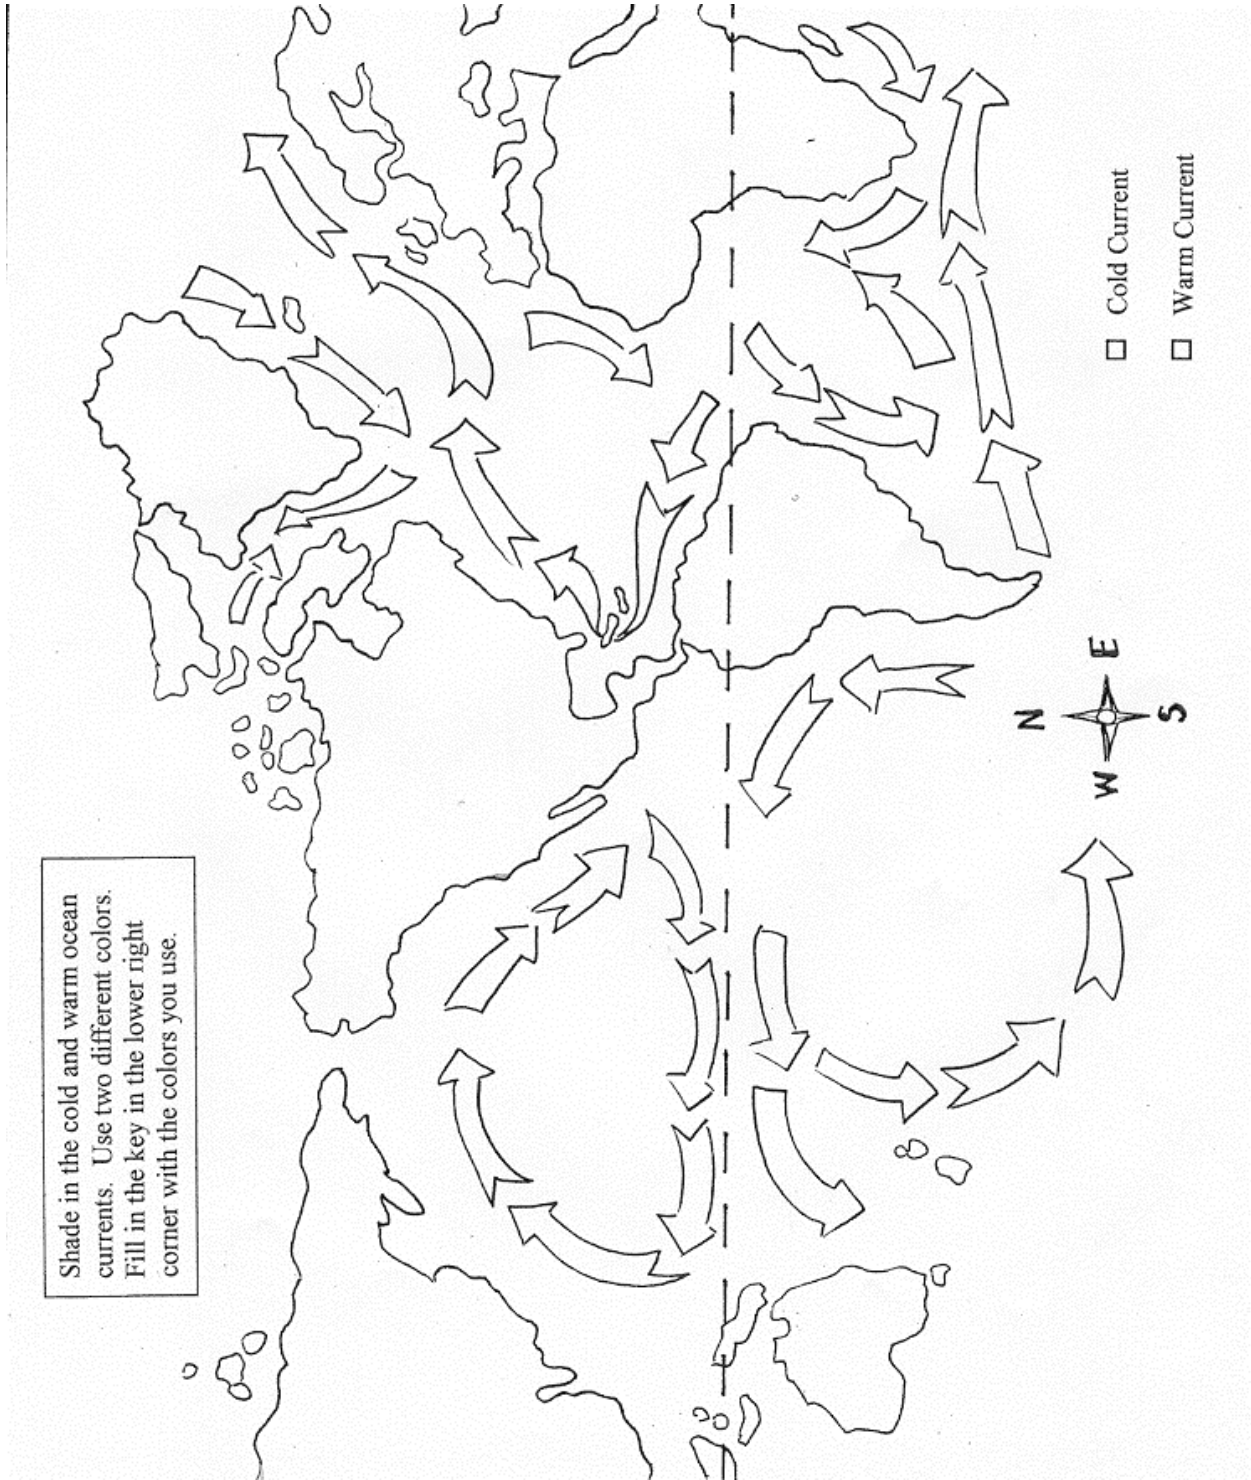 Shade in the cold and warm ocean
currents. Use two different colors.
Fill in the key in the lower right
corner with the colors you use.
N
W
E
S
Cold Current
Warm Current